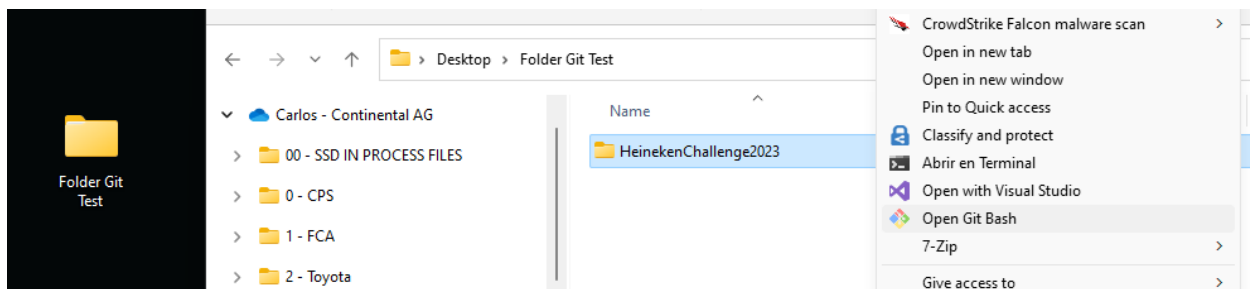 Folder Git
Test
Desktop > Folder Git Test
Carlos - Continental AG
00 - SSD IN PROCESS FILES
0 - CPS
1 - FCA
2 - Toyota
Name
HeinekenChallenge2023
CrowdStrike Falcon malware scan
Open in new tab
Open in new window
Pin to Quick access
Classify and protect
Abrir en Terminal
Open with Visual Studio
Open Git Bash
7-Zip
Give access to